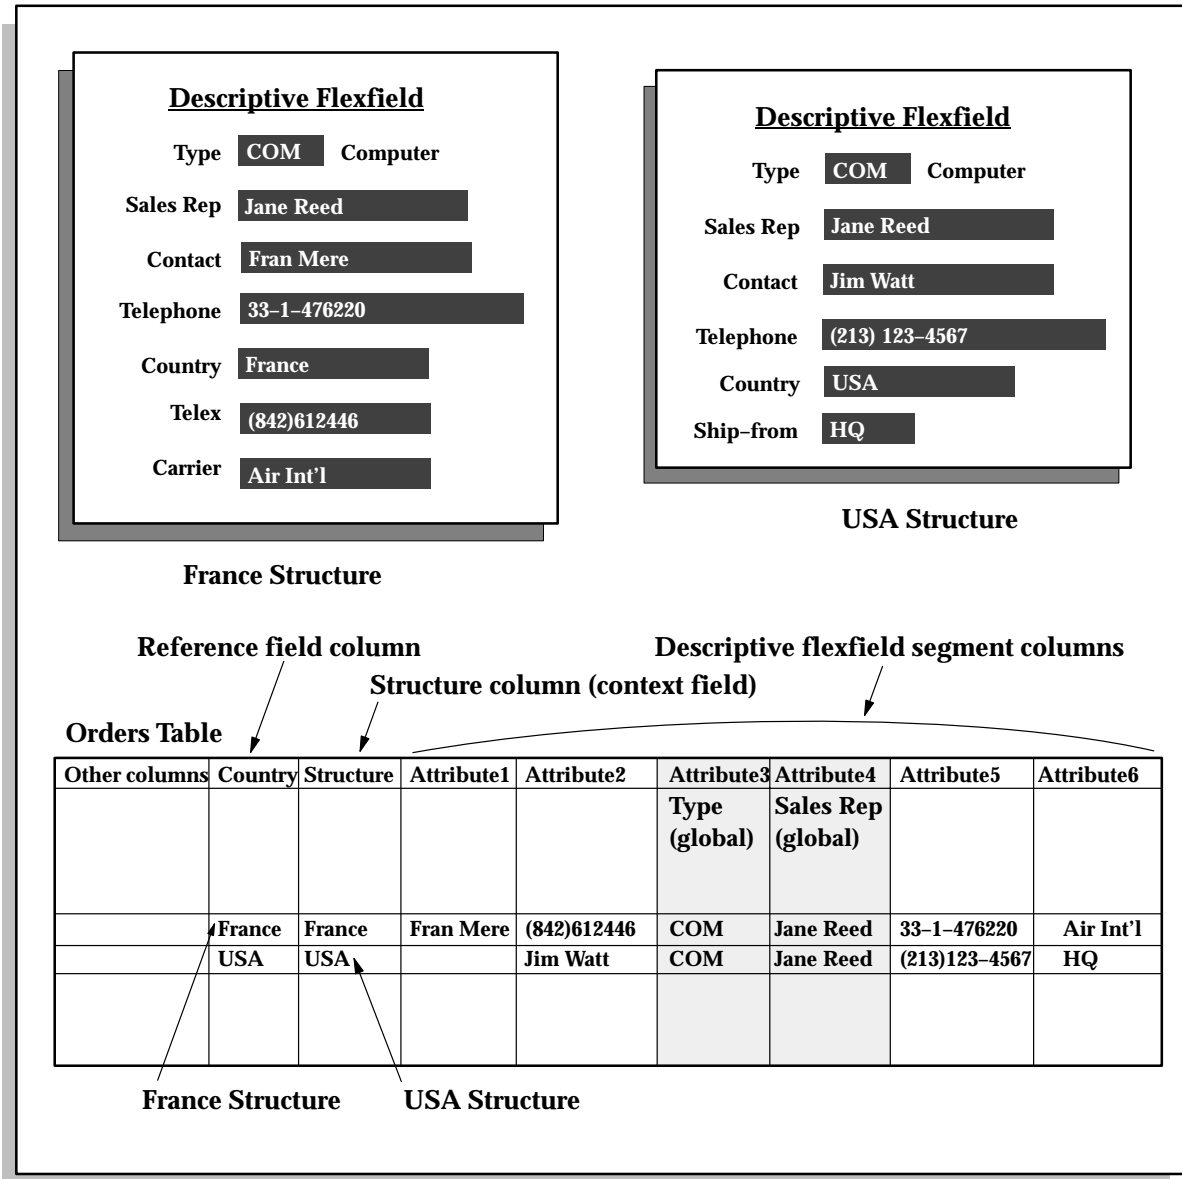 Descriptive Flexfield
Type COM Computer
Sales Rep Jane Reed
Contact Fran Mere
Telephone 33–1–476220
Country France
Telex (842)612446
Carrier Air Int’l
France Structure
Descriptive Flexfield
Type COM Computer
Sales Rep Jane Reed
Contact Jim Watt
Telephone (213) 123–4567
Country USA
Ship–from HQ
USA Structure
Reference field column
Descriptive flexfield segment columns
Structure column (context field)
Orders Table
Other columns Country Structure Attribute1 Attribute2 Attribute3 Attribute4 Attribute5 Attribute6
Type Sales Rep
(global) (global)
France France Fran Mere (842)612446 COM Jane Reed 33–1–476220 Air Int’l
USA USA Jim Watt COM Jane Reed (213)123–4567 HQ
France Structure USA Structure